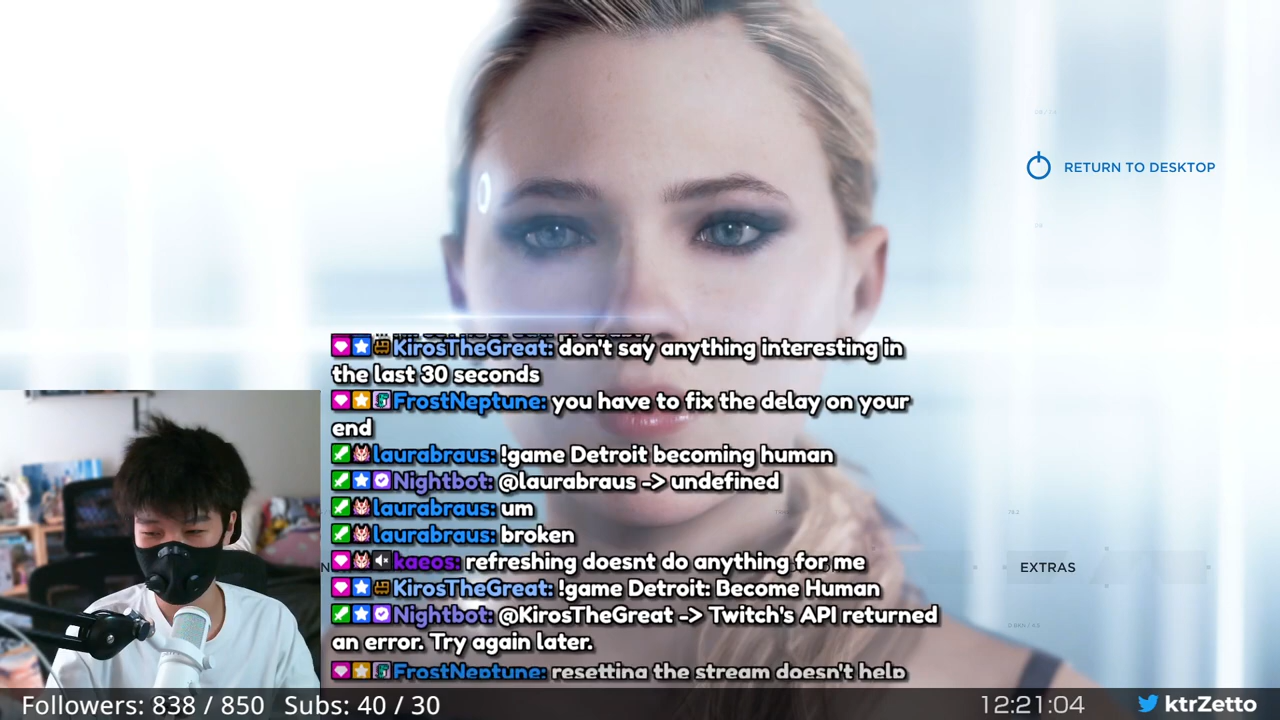 RETURN TO DESKTOP
KirosTheGreat: don't say anything interesting in
the last 30 seconds
FrostNeptune: you have to fix the delay on your
end
laurabraus: !game Detroit becoming human
Nightbot: @laurabraus -> undefined
laurabraus: um
laurabraus: broken
kaeos: refreshing doesnt do anything for me
EXTRAS
KirosTheGreat: !game Detroit: Become Human
Nightbot: @KirosTheGreat -> Twitch's API returned
an error. Try again later.
FrostNeptune: resetting the stream doesn't help
Followers: 838 / 850 Subs: 40 / 30
12:21:04
ktrZetto